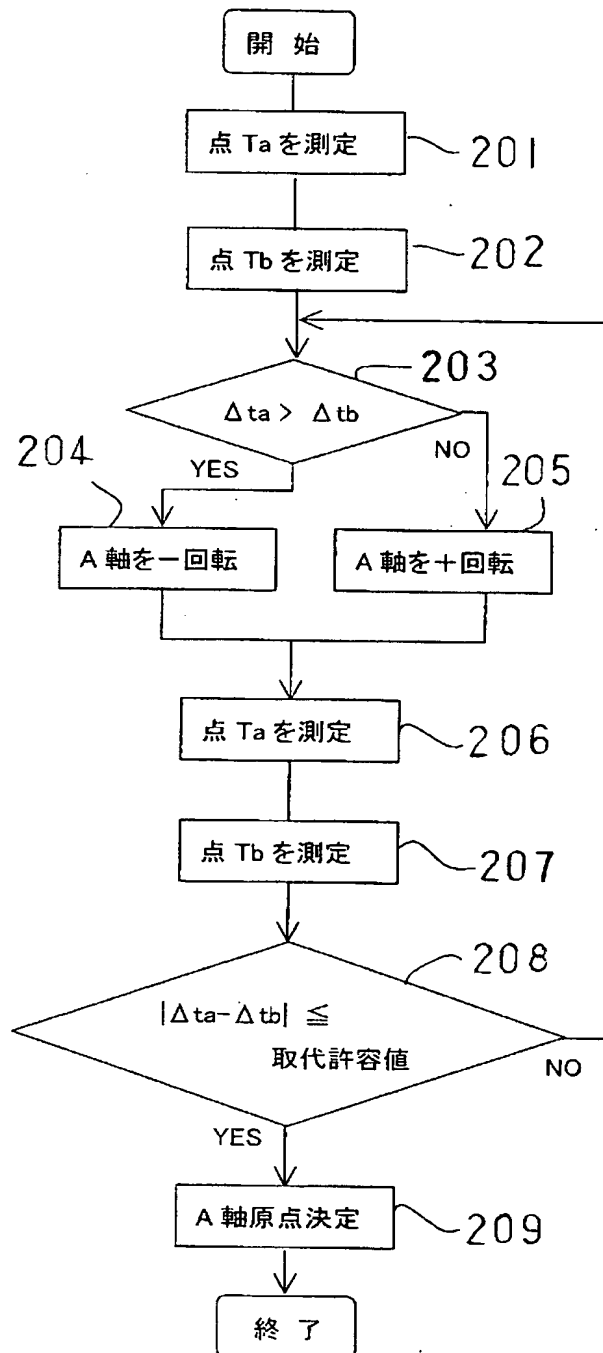 開 始
点 Ta を測定
201
点 Tb を測定
202
203
Δta > Δtb
204
YES
NO
205
A 軸を－回転
A 軸を＋回転
点 Ta を測定
206
点 Tb を測定
207
208
|Δta-Δtb| ≦
取代許容値
NO
YES
A 軸原点決定
209
終 了